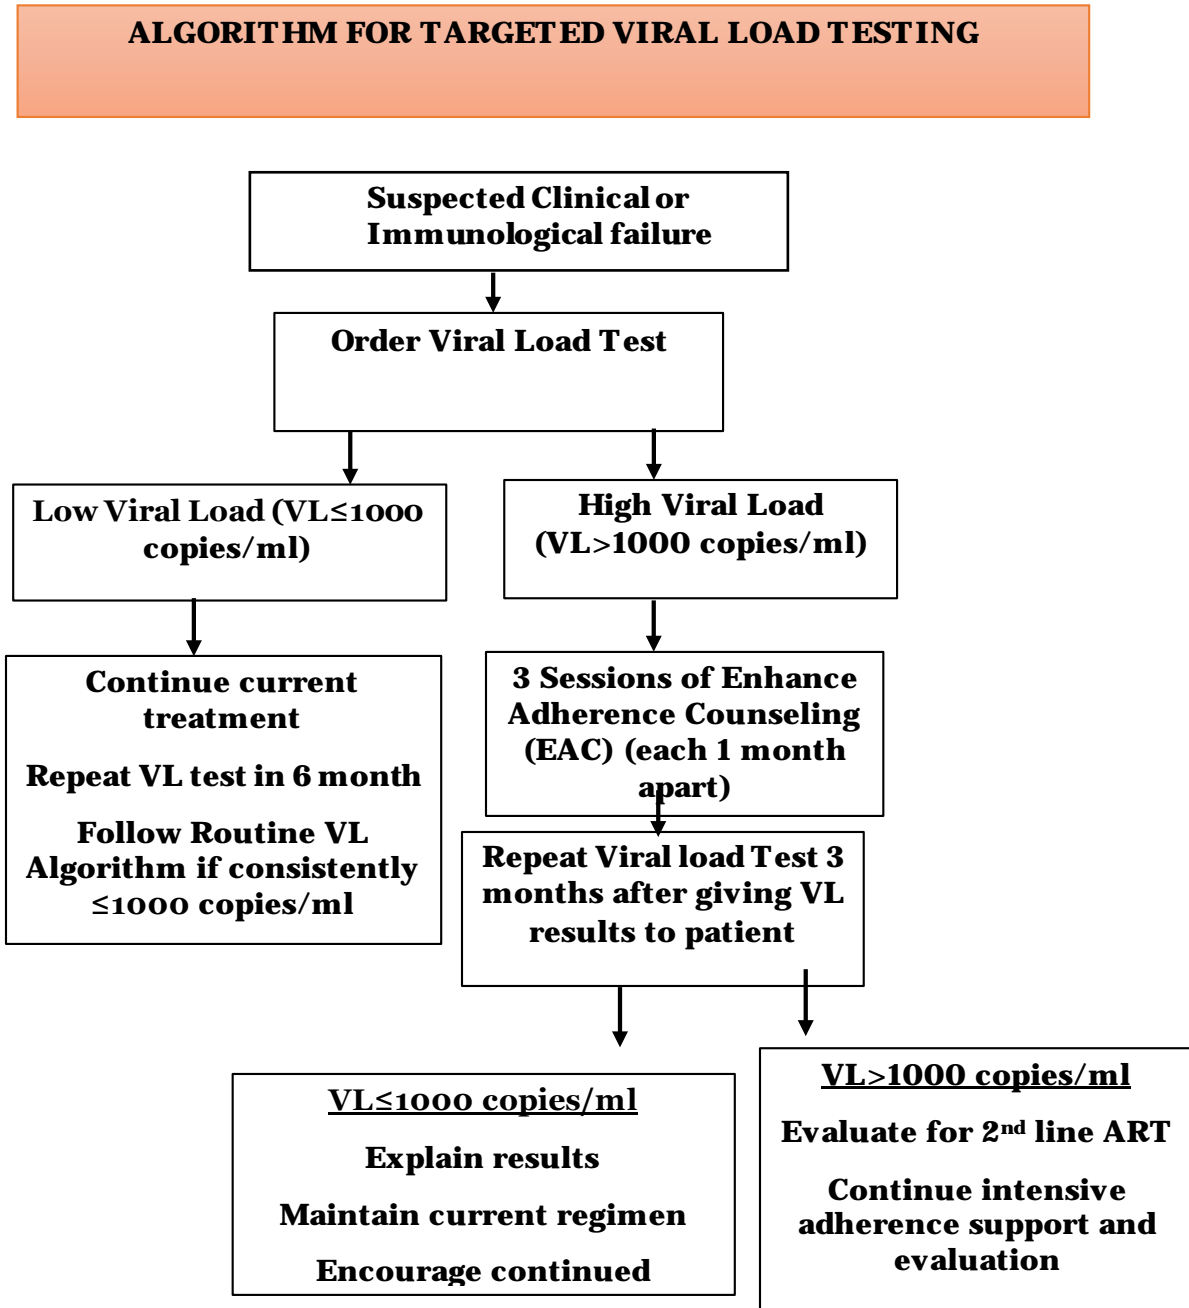 ALGORITHM FOR TARGETED VIRAL LOAD TESTING
Suspected Clinical or
Immunological failure
Order Viral Load Test
Low Viral Load (VL≤1000
copies/ml)
High Viral Load
(VL>1000 copies/ml)
Continue current
treatment
Repeat VL test in 6 month
Follow Routine VL
Algorithm if consistently
≤1000 copies/ml
3 Sessions of Enhance
Adherence Counseling
(EAC) (each 1 month
apart)
Repeat Viral load Test 3
months after giving VL
results to patient
VL≤1000 copies/ml
Explain results
Maintain current regimen
Encourage continued
VL>1000 copies/ml
Evaluate for 2nd line ART
Continue intensive
adherence support and
evaluation